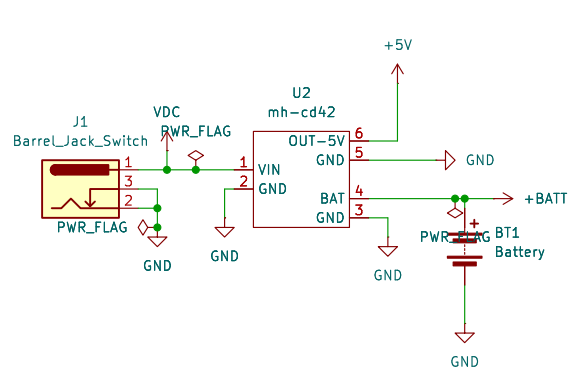 +5V
U2
mh-cd42
J1
Barrel_Jack_Switch
VDC
PWR_FLAG
1
3
2
PWR_FLAG
GND
1
VIN
2
GND
OUT-5V
6
GND
5
GND
BAT
4
GND
3
GND
GND
+BATT
PWR_FLAG
+
BT1
Battery
GND